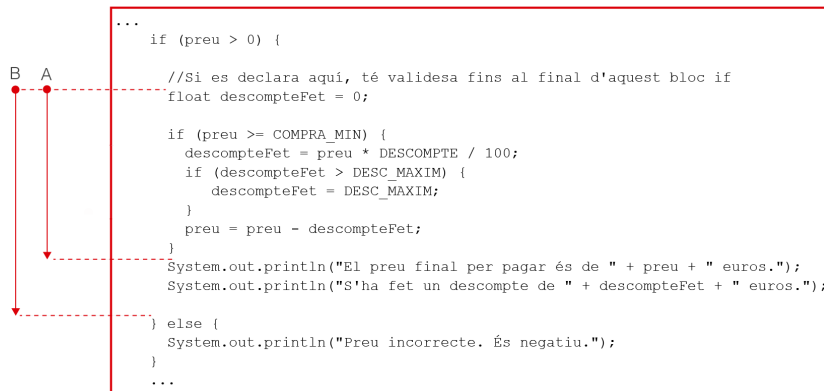 ...
if (preu > 0) {
B A
//Si es declara aquí, té validesa fins al final d'aquest bloc if
float descompteFet = 0;
if (preu >= COMPRA_MIN) {
descompteFet = preu * DESCOMPTE / 100;
if (descompteFet > DESC_MAXIM) {
descompteFet = DESC_MAXIM;
}
preu = preu - descompteFet;
}
System.out.println("El preu final per pagar és de " + preu + " euros.");
System.out.println("S'ha fet un descompte de " + descompteFet + " euros.");
} else {
System.out.println("Preu incorrecte. És negatiu.");
}
...